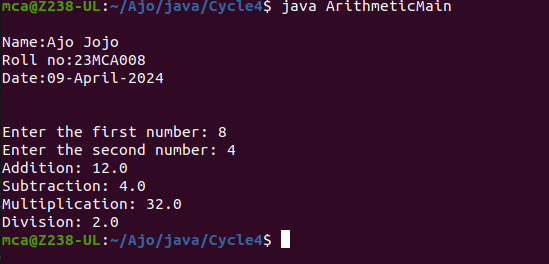 mca@Z238-UL:~/Ajo/java/Cycle4$ java ArithmeticMain
Name:Ajo Jojo
Roll no:23MCA008
Date:09-April-2024
Enter the first number: 8
Enter the second number: 4
Addition: 12.0
Subtraction: 4.0
Multiplication: 32.0
Division: 2.0
mca@Z238-UL:~/Ajo/java/Cycle4$